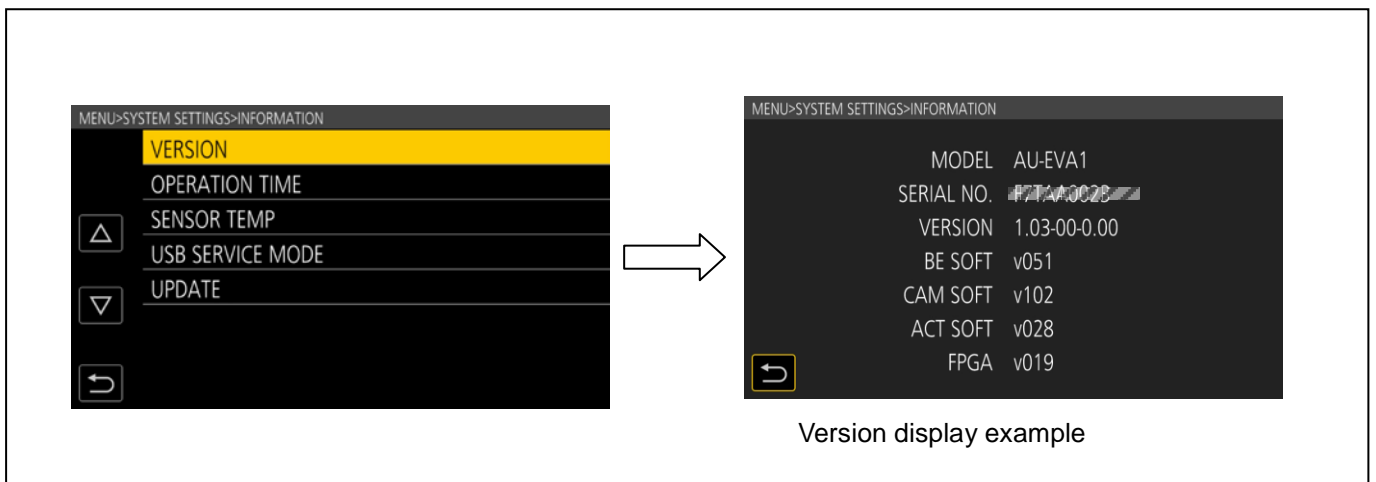 MENU>SYSTEM SETTINGS>INFORMATION
VERSION
OPERATION TIME
SENSOR TEMP
USB SERVICE MODE
UPDATE
MENU>SYSTEM SETTINGS>INFORMATION
MODEL AU-EVA1
SERIAL NO.
VERSION 1.03-00-0.00
BE SOFT v051
CAM SOFT v102
ACT SOFT v028
FPGA v019
Version display example